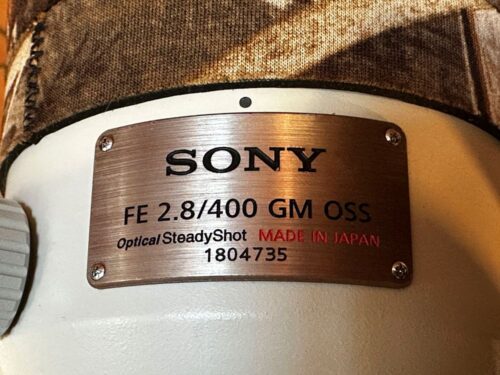 SONY
FE 2.8/400 GM OSS
Optical SteadyShot MADE IN JAPAN
1804735